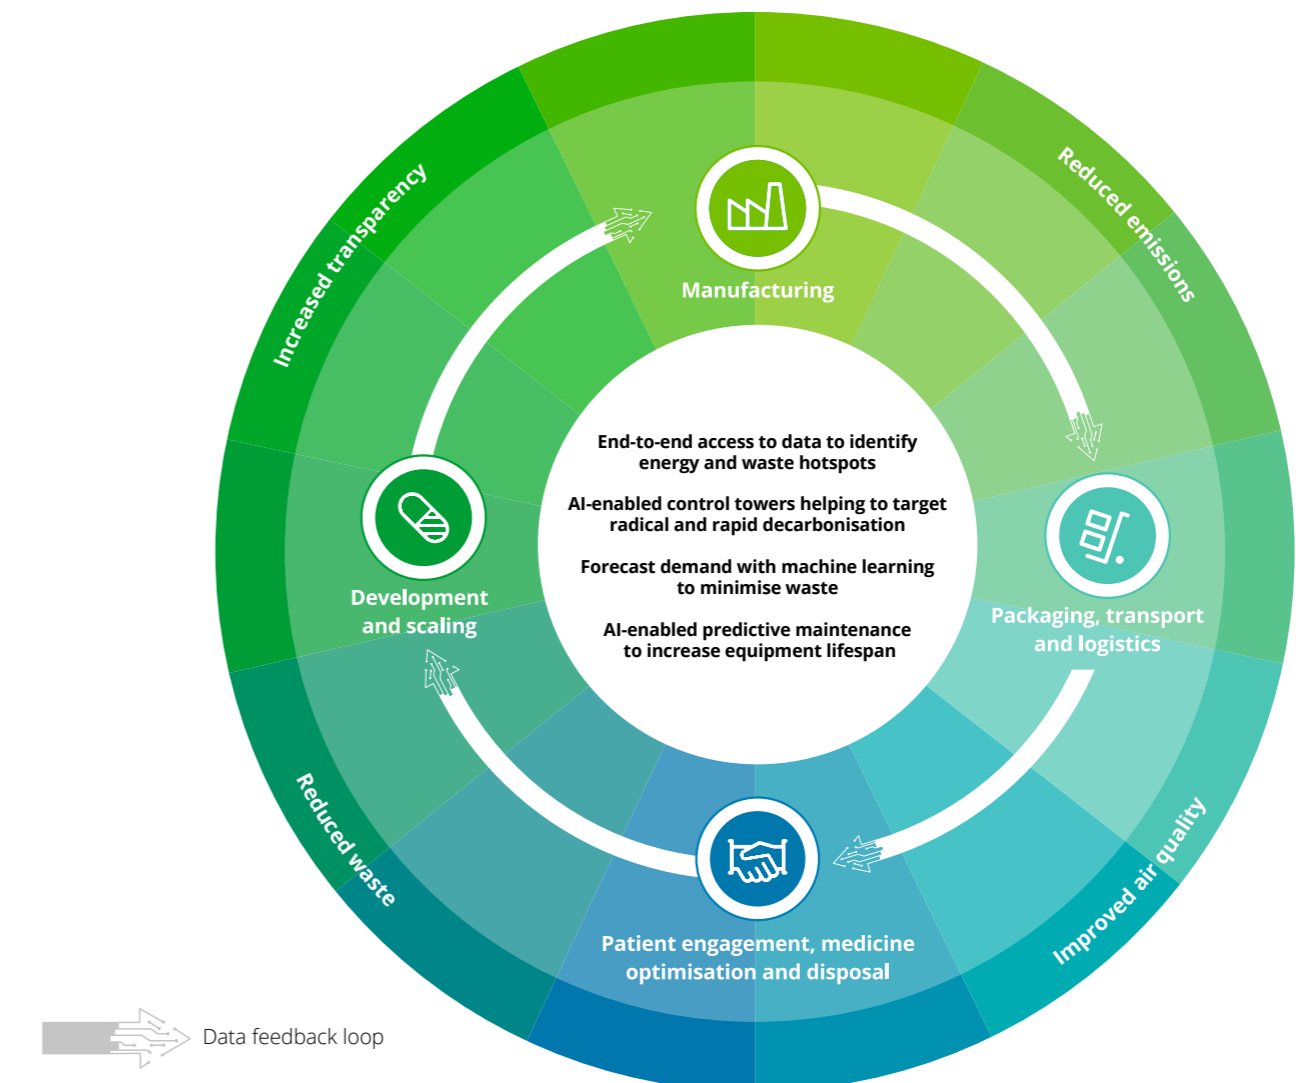 Increased transparency
Reduced emissions
Manufacturing
End-to-end access to data to identify
energy and waste hotspots
AI-enabled control towers helping to target
radical and rapid decarbonisation
Forecast demand with machine learning
to minimise waste
AI-enabled predictive maintenance
to increase equipment lifespan
Development
and scaling
Packaging, transport
and logistics
Reduced waste
Improved air quality
Patient engagement, medicine
optimisation and disposal
Data feedback loop